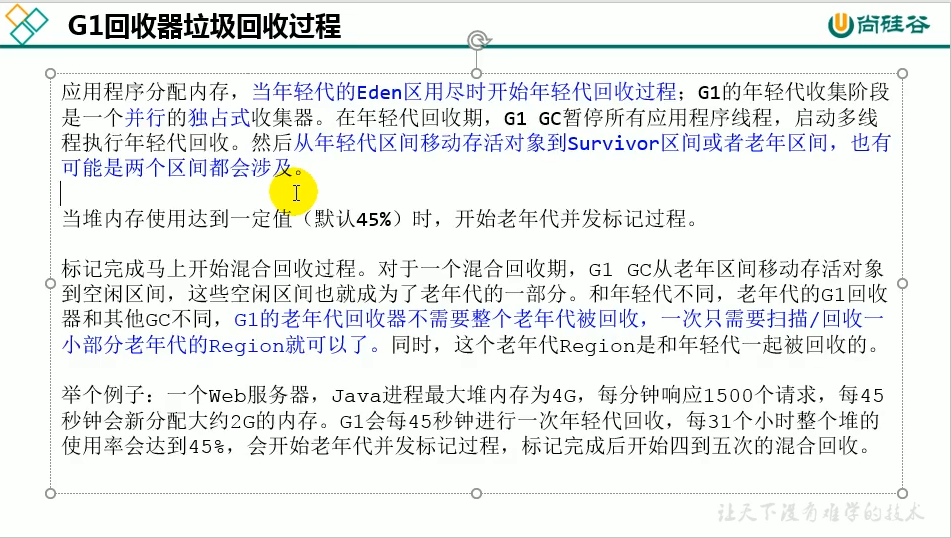 G1回收器垃圾回收过程
尚硅谷
应用程序分配内存，当年轻代的Eden区用尽时开始年轻代回收过程；G1的年轻代收集阶段
是一个并行的独占式收集器。在年轻代回收期，G1 GC暂停所有应用程序线程，启动多线
程执行年轻代回收。然后从年轻代区间移动存活对象到Survivor区间或者老年区间，也有
可能是两个区间都会涉及。
当堆内存使用达到一定值（默认45%）时，开始老年代并发标记过程。
标记完成马上开始混合回收过程。对于一个混合回收期，G1 GC从老年区间移动存活对象
到空闲区间，这些空闲区间也就成为了老年代的一部分。和年轻代不同，老年代的G1回收
器和其他GC不同，G1的老年代回收器不需要整个老年代被回收，一次只需要扫描/回收一
小部分老年代的Region就可以了。同时，这个老年代Region是和年轻代一起被回收的。
举个例子：一个Web服务器，Java进程最大堆内存为4G，每分钟响应1500个请求，每45
秒钟会新分配大约2G的内存。G1会每45秒钟进行一次年轻代回收，每31个小时整个堆的
使用率会达到45%，会开始老年代并发标记过程，标记完成后开始四到五次的混合回收。
让天下没有难学的技术